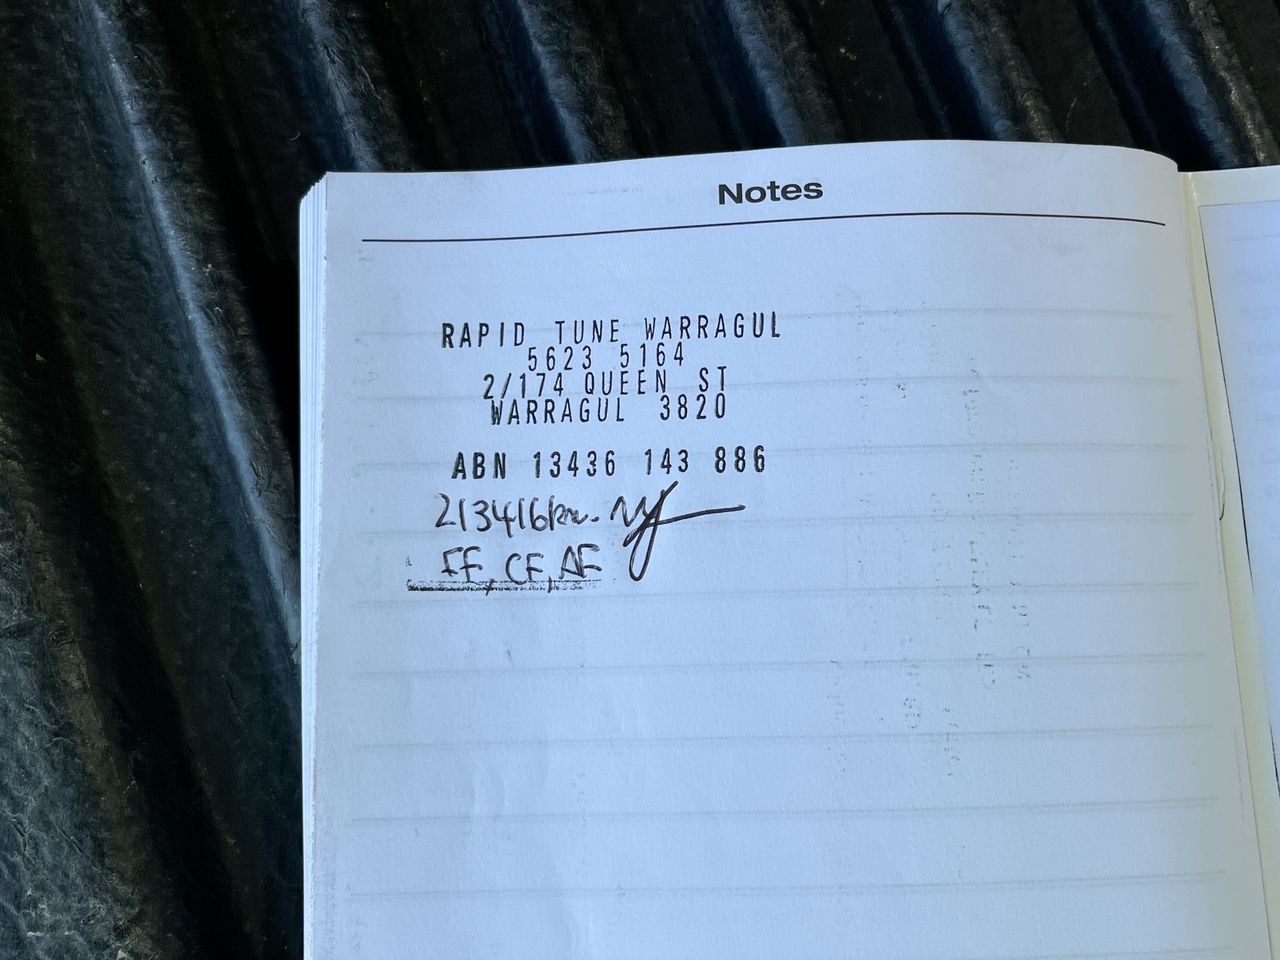 Notes
RAPID TUNE WARRAGUL
5623 5164
2/174 QUEEN ST
WARRAGUL 3820
ABN 13436 143 886
213416km.
FF, CF, AF